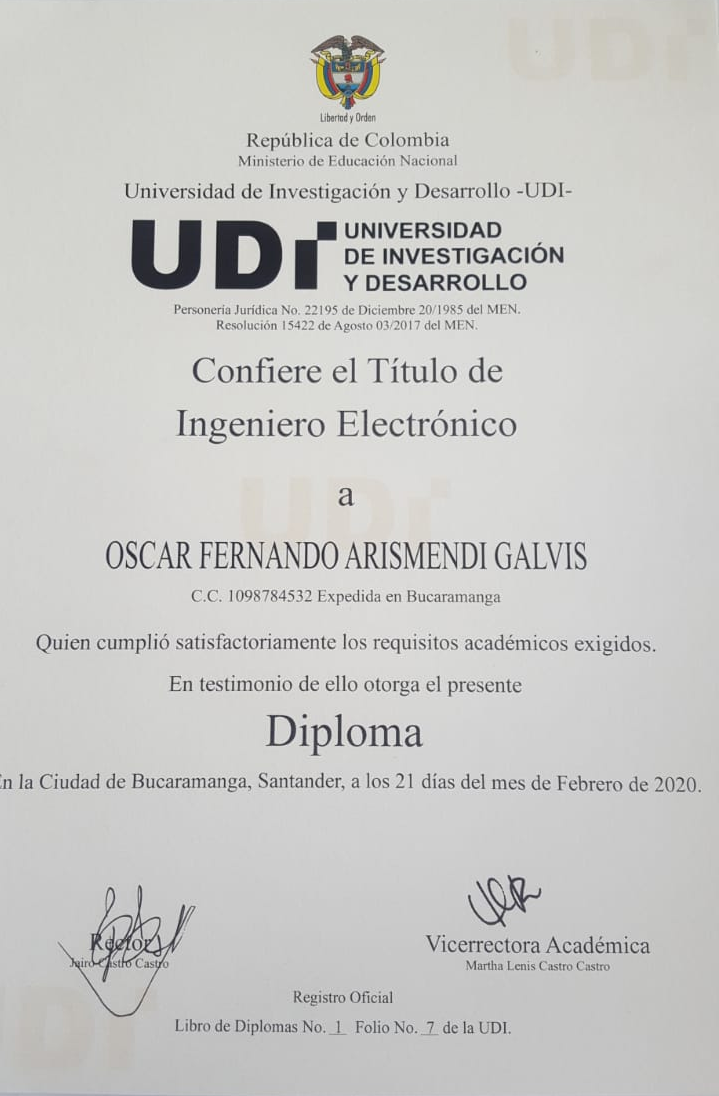 UDi
Libertad y Orden
República de Colombia
Ministerio de Educación Nacional
Universidad de Investigación y Desarrollo -UDI-
UDi UNIVERSIDAD
DE INVESTIGACIÓN
Y DESARROLLO
Personería Jurídica No. 22195 de Diciembre 20/1985 del MEN.
Resolución 15422 de Agosto 03/2017 del MEN.
Confiere el Título de
Ingeniero Electrónico
UDi
a
OSCAR FERNANDO ARISMENDI GALVIS
C.C. 1098784532 Expedida en Bucaramanga
Quien cumplió satisfactoriamente los requisitos académicos exigidos.
En testimonio de ello otorga el presente
Diploma
En la Ciudad de Bucaramanga, Santander, a los 21 días del mes de Febrero de 2020.
Rector
Jairo Castro Castro
Vicerrectora Académica
Martha Lenis Castro Castro
UDi
Registro Oficial
Libro de Diplomas No. 1 Folio No. 7 de la UDI.